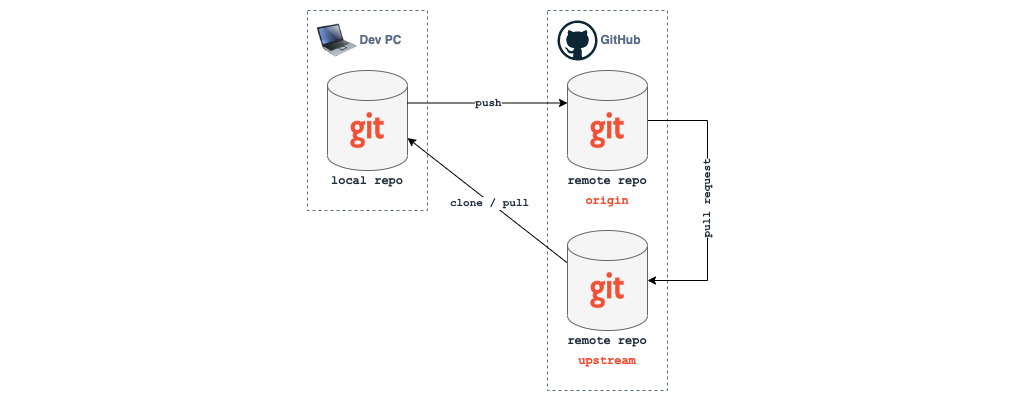 Dev PC
GitHub
git
git
push
local repo
remote repo
origin
pull request
clone / pull
git
remote repo
upstream